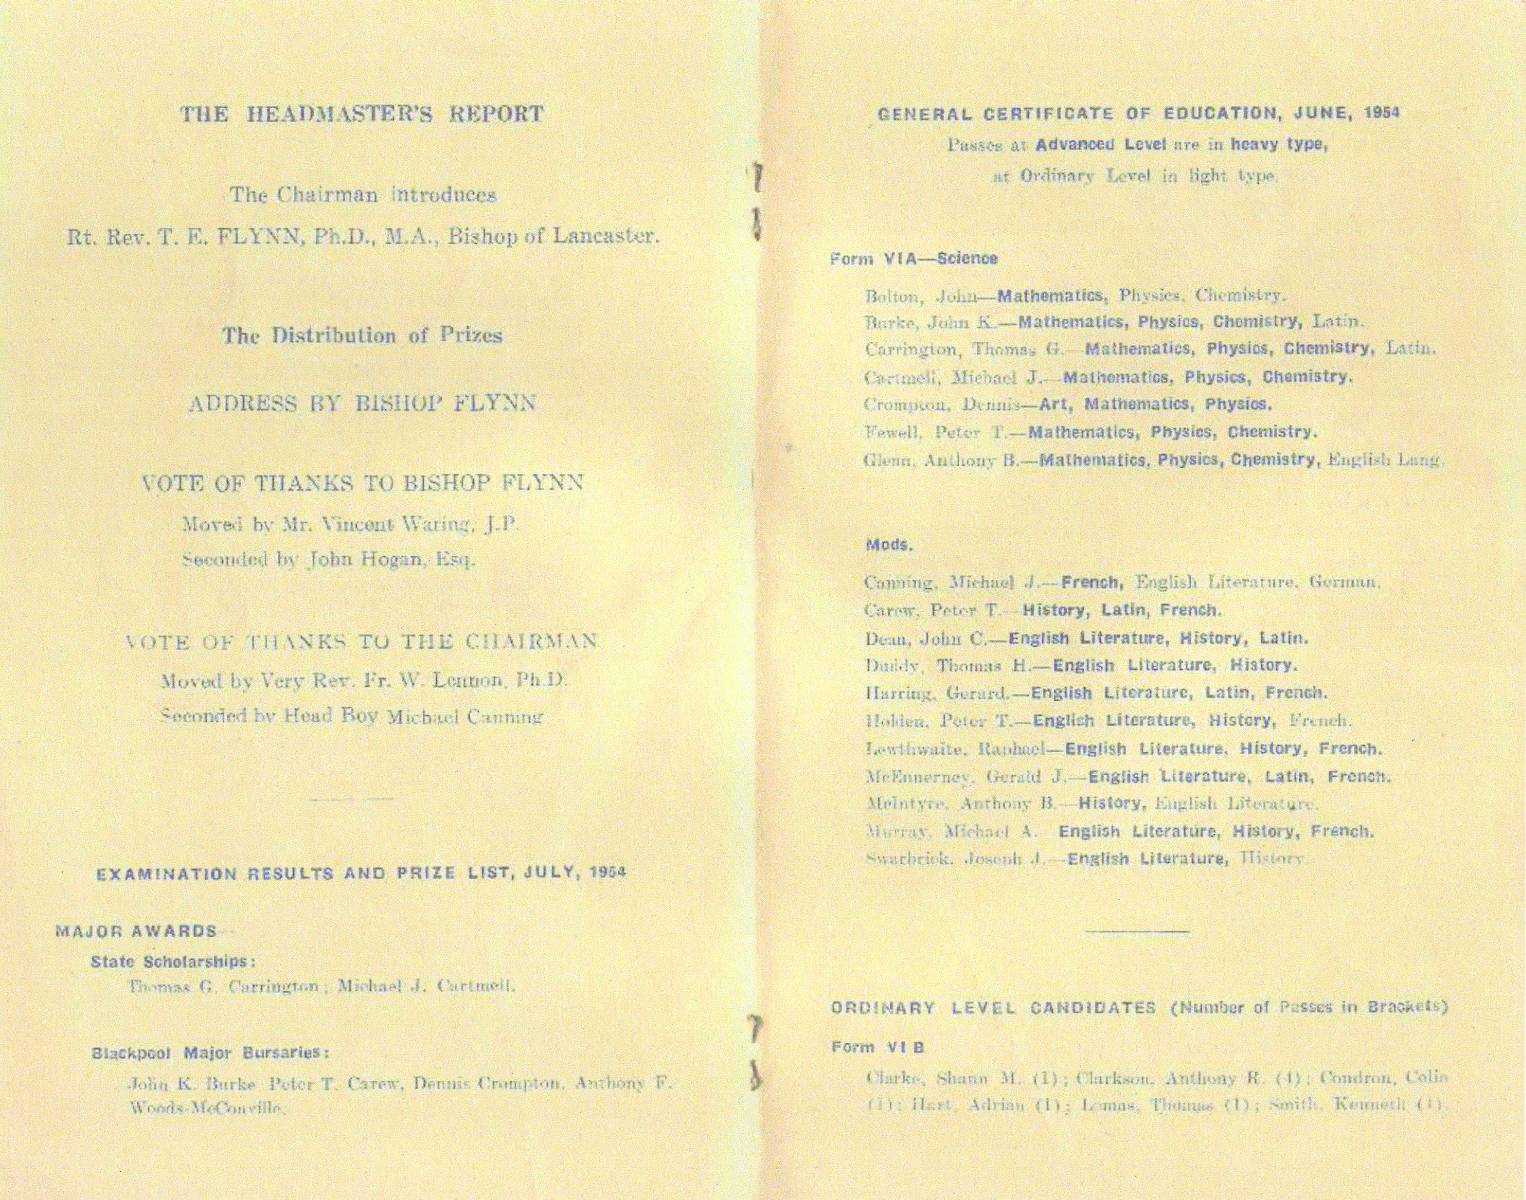 THE HEADMASTER'S REPORT
The Chairman introduces
Rt. Rev. T. E. FLYNN, Ph.D., M.A., Bishop of Lancaster.
The Distribution of Prizes
ADDRESS BY BISHOP FLYNN
VOTE OF THANKS TO BISHOP FLYNN
Moved by Mr. Vincent Waring, J.P.
Seconded by John Hogan, Esq.
VOTE OF THANKS TO THE CHAIRMAN
Moved by Very Rev. Fr. W. Lennon, Ph.D.
Seconded by Head Boy Michael Canning
EXAMINATION RESULTS AND PRIZE LIST, JULY, 1954
MAJOR AWARDS—
State Scholarships:
Thomas G. Carrington; Michael J. Cartmell.
Blackpool Major Bursaries:
John K. Burke Peter T. Carew, Dennis Crompton, Anthony F.
Woods-McConville.
GENERAL CERTIFICATE OF EDUCATION, JUNE, 1954
Passes at Advanced Level are in heavy type,
at Ordinary Level in light type.
Form VIA—Science
Bolton, John—Mathematics, Physics, Chemistry.
Burke, John K.—Mathematics, Physics, Chemistry, Latin.
Carrington, Thomas G.—Mathematics, Physics, Chemistry, Latin.
Cartmell, Michael J.—Mathematics, Physics, Chemistry.
Crompton, Dennis—Art, Mathematics, Physics.
Fewell, Peter T.—Mathematics, Physics, Chemistry.
Glenn, Anthony B.—Mathematics, Physics, Chemistry, English Lang.
Mods.
Canning, Michael J.—French, English Literature, German.
Carew, Peter T.—History, Latin, French.
Dean, John C.—English Literature, History, Latin.
Duddy, Thomas H.—English Literature, History.
Harring, Gerard.—English Literature, Latin, French.
Holden, Peter T.—English Literature, History, French.
Lewthwaite, Raphael—English Literature, History, French.
McEnnerney, Gerald J.—English Literature, Latin, French.
McIntyre, Anthony B.—History, English Literature.
Murray, Michael A. English Literature, History, French.
Swarbrick, Joseph J.—English Literature, History.
ORDINARY LEVEL CANDIDATES (Number of Passes in Brackets)
Form VI B
Clarke, Shaun M. (1); Clarkson, Anthony R. (4); Condron, Colin
(1); Hart, Adrian (1); Lomas, Thomas (1); Smith, Kenneth (1).